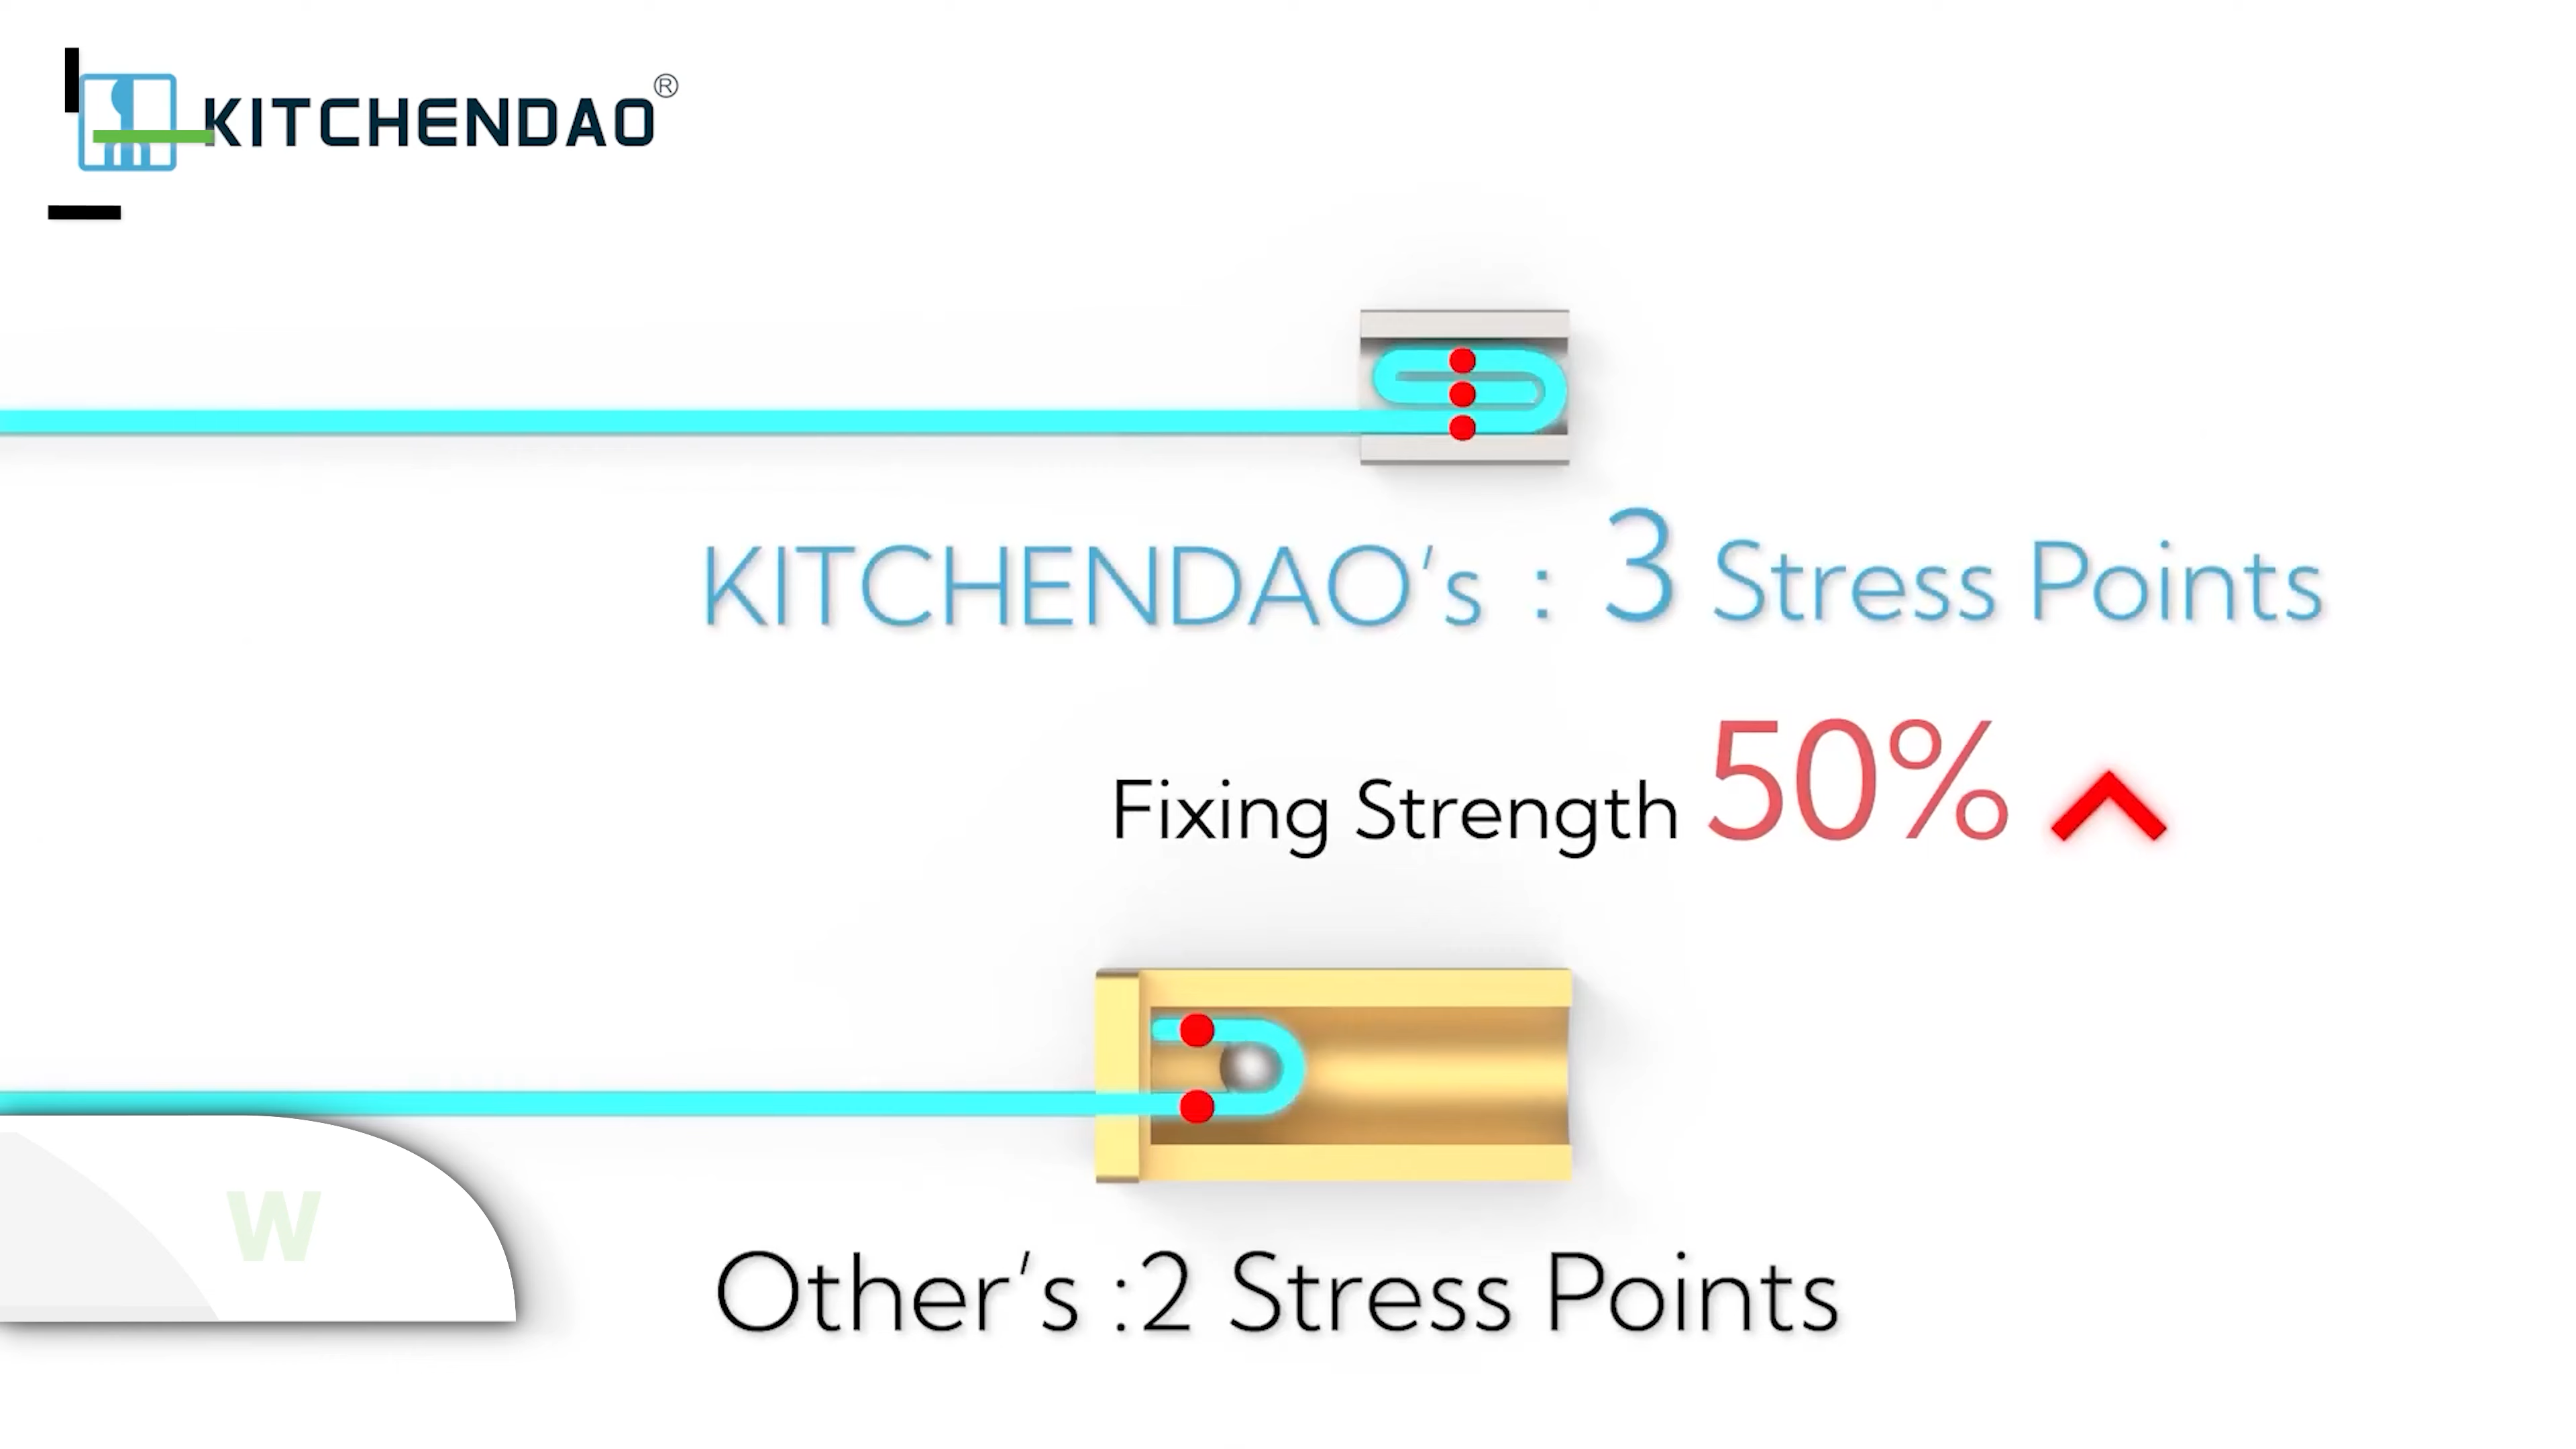 KITCHENDAO®
KITCHENDAO's : 3 Stress Points
Fixing Strength 50%
W
Other's :2 Stress Points